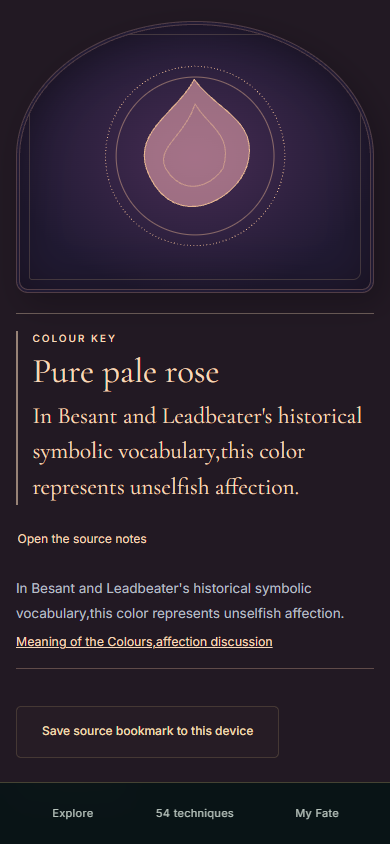 COLOUR KEY
Pure pale rose
In Besant and Leadbeater's historical
symbolic vocabulary,this color
represents unselfish affection.
Open the source notes
In Besant and Leadbeater's historical symbolic
vocabulary,this color represents unselfish affection.
Meaning of the Colours,affection discussion
Save source bookmark to this device
Explore
54 techniques
My Fate